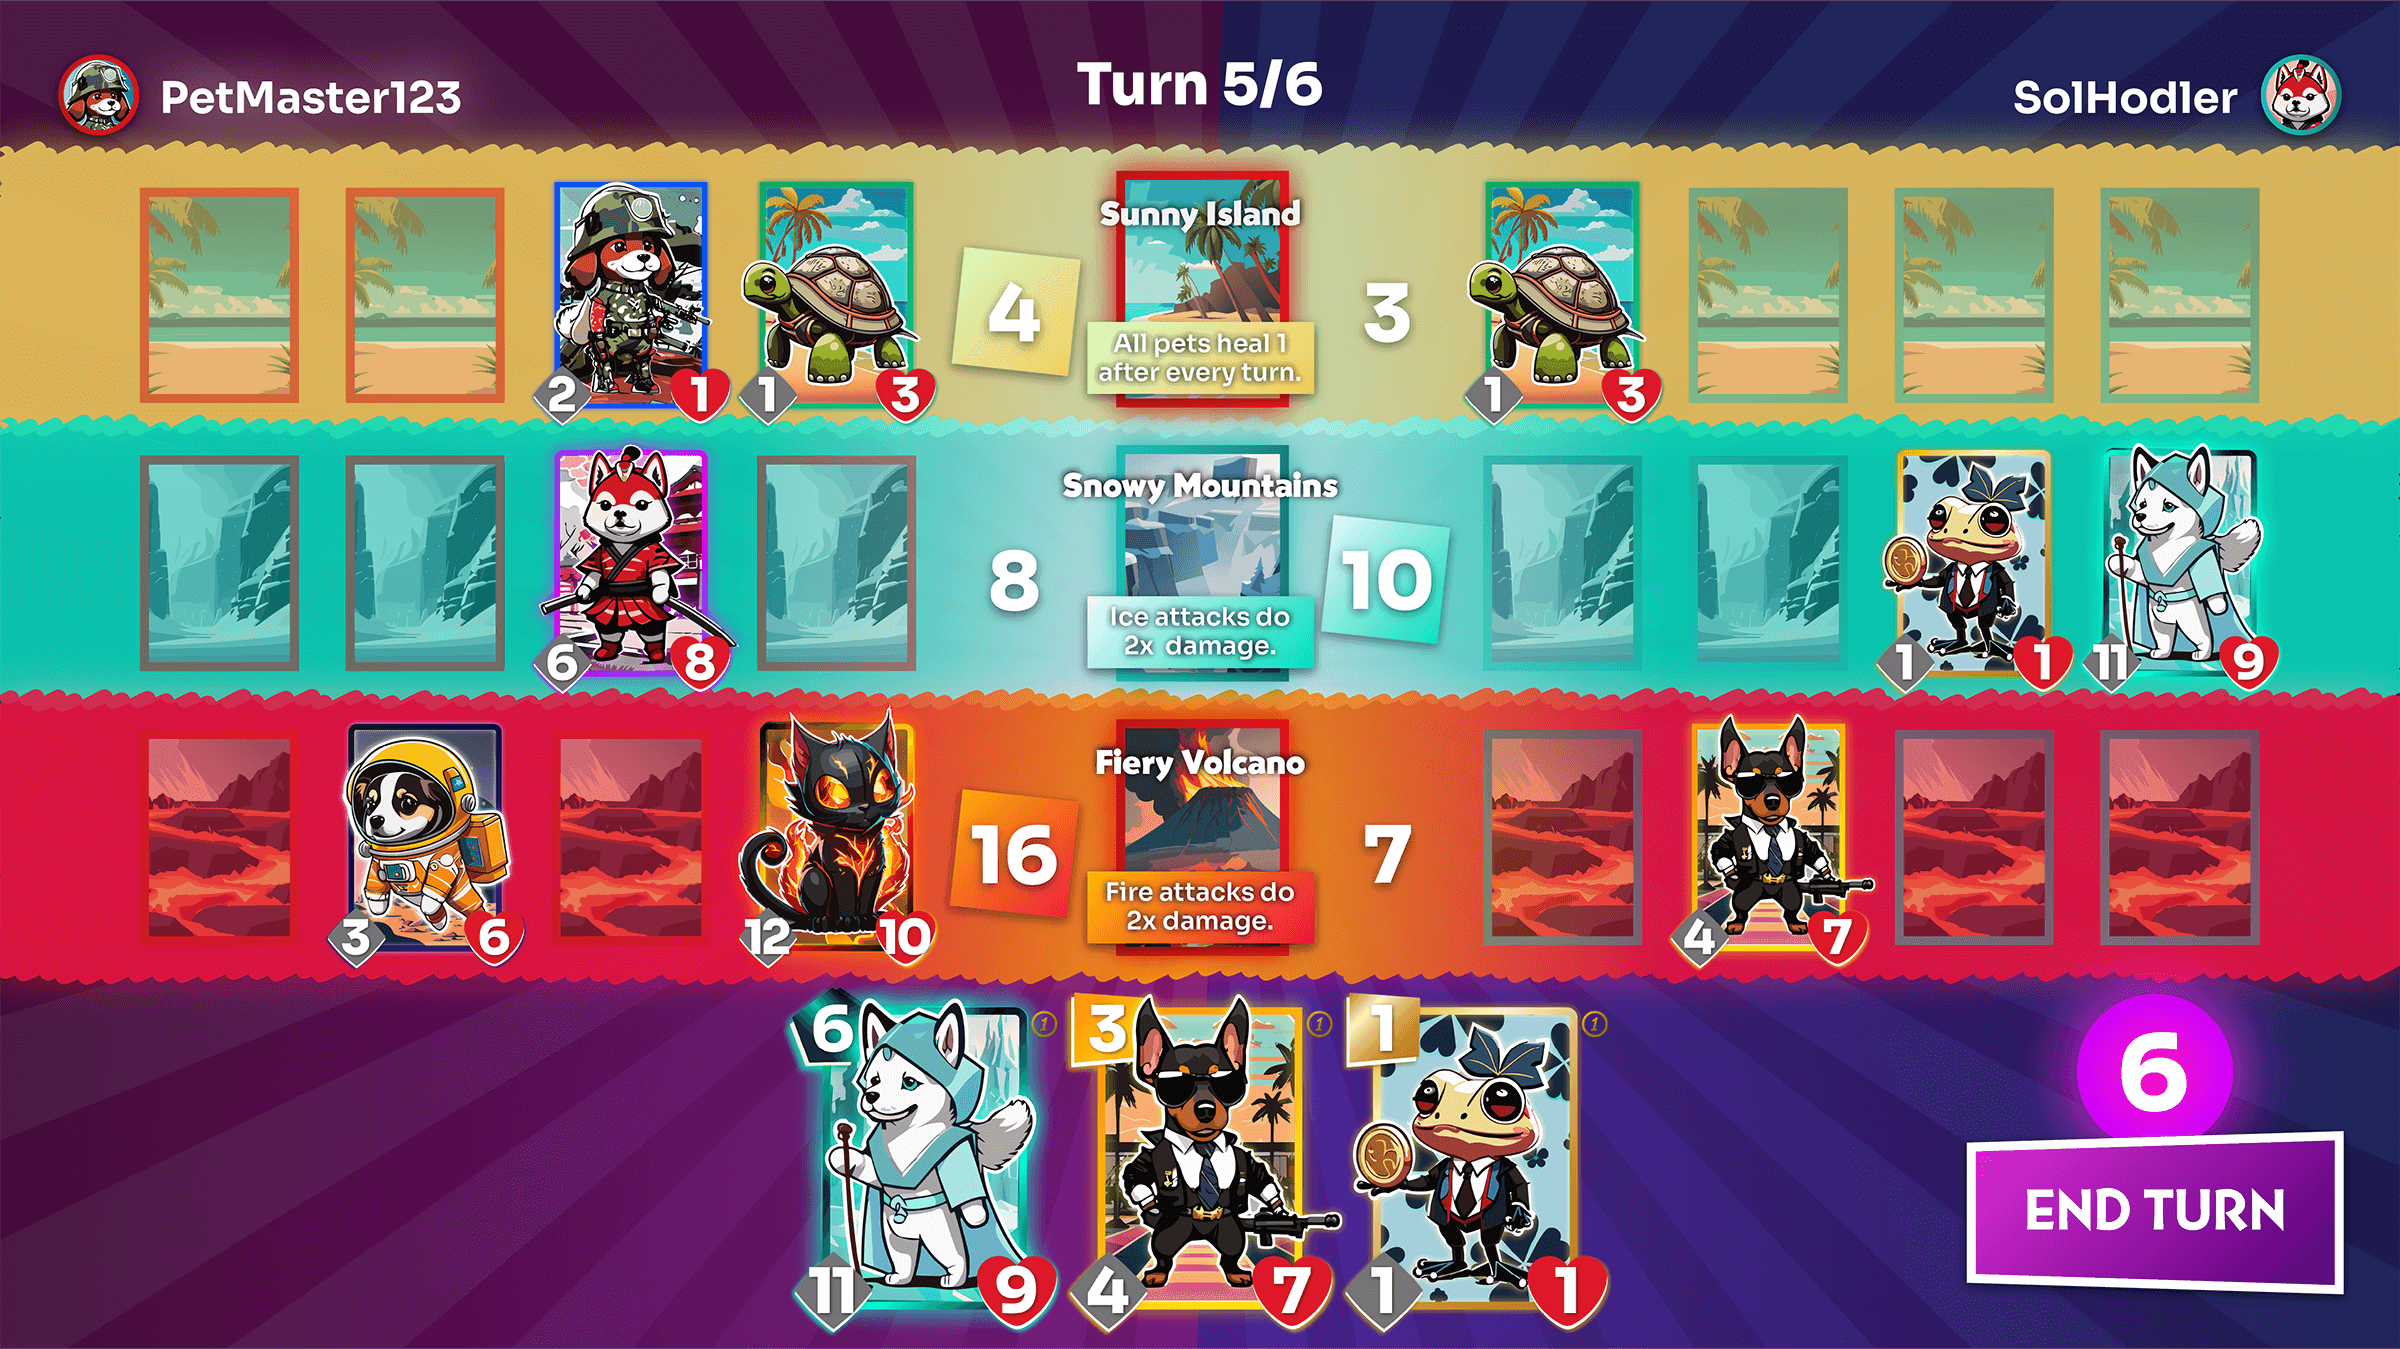 PetMaster123
Turn 5/6
SolHodler
Sunny Island
4
3
All pets heal 1
after every turn.
2
1
1
3
1
3
Snowy Mountains
8
10
Ice attacks do
2x damage.
6
8
1
1
11
9
Fiery Volcano
16
7
Fire attacks do
2x damage.
3
6
12
10
4
7
6
1
3
1
1
1
6
END TURN
11
9
4
7
1
1